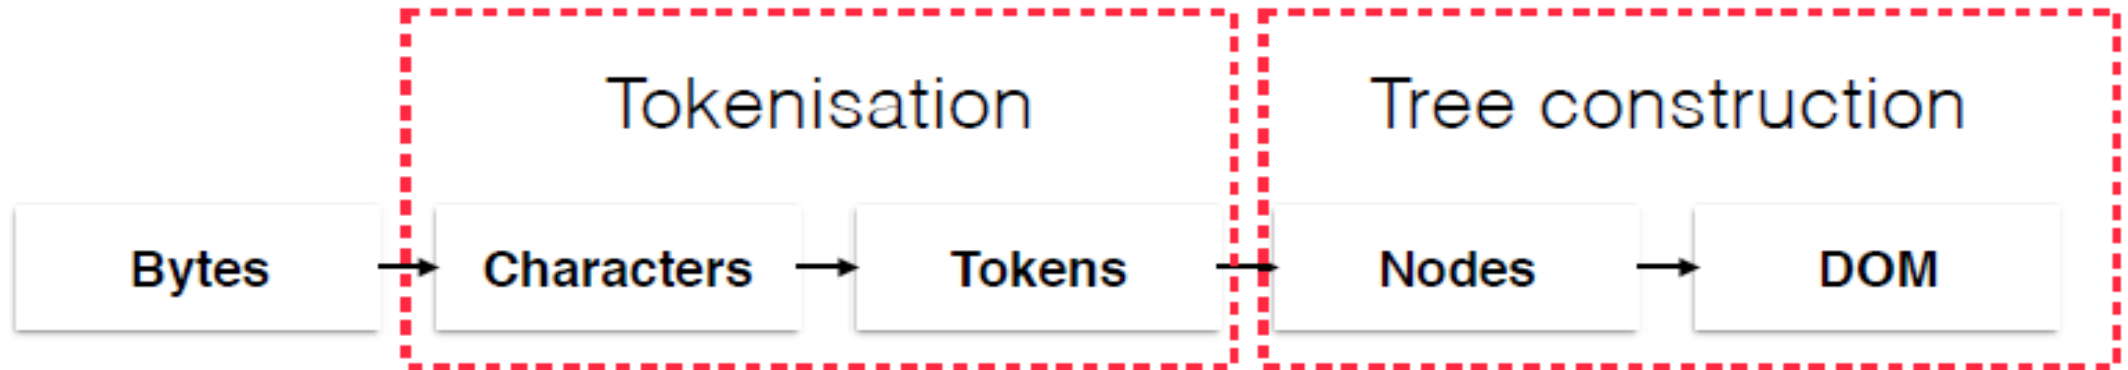 Tokenisation
Tree construction
Bytes
Characters
Tokens
Nodes
DOM